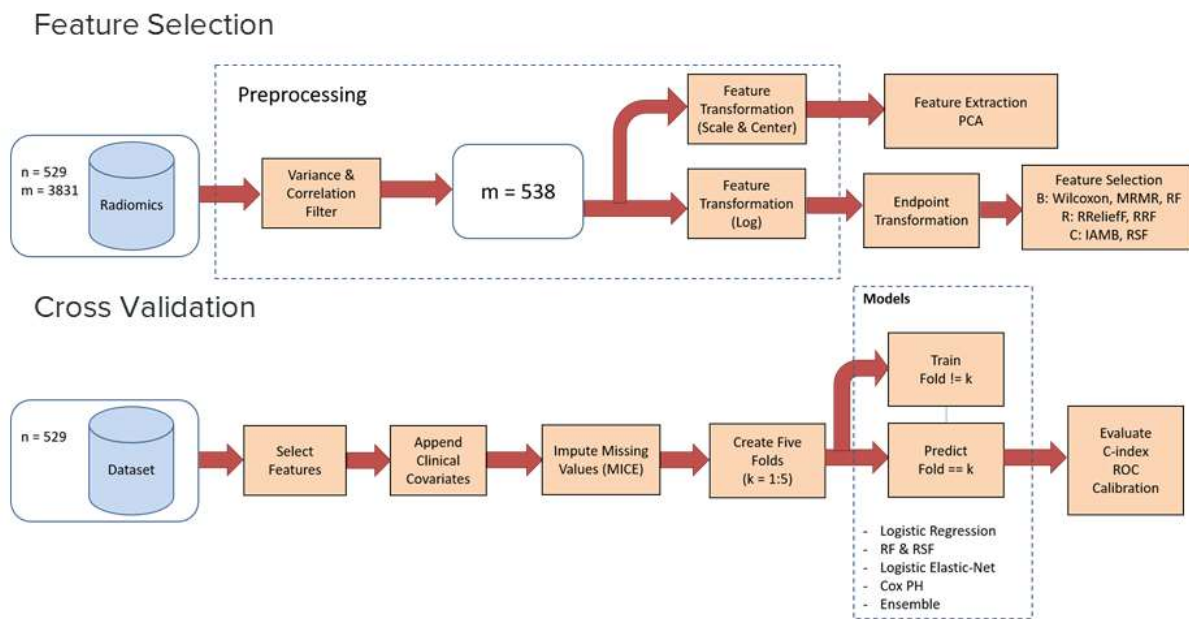 Feature Selection
Preprocessing
n = 529
m = 3831
Radiomics
Variance &
Correlation
Filter
m = 538
Feature
Transformation
(Scale & Center)
Feature Extraction
PCA
Feature
Transformation
(Log)
Endpoint
Transformation
Feature Selection
B: Wilcoxon, MRMR, RF
R: RReliefF, RRF
C: IAMB, RSF
Cross Validation
n = 529
Dataset
Select
Features
Append
Clinical
Covariates
Impute Missing
Values (MICE)
Create Five
Folds
(k = 1:5)
Models
Train
Fold != k
Predict
Fold == k
- Logistic Regression
- RF & RSF
- Logistic Elastic-Net
- Cox PH
- Ensemble
Evaluate
C-index
ROC
Calibration